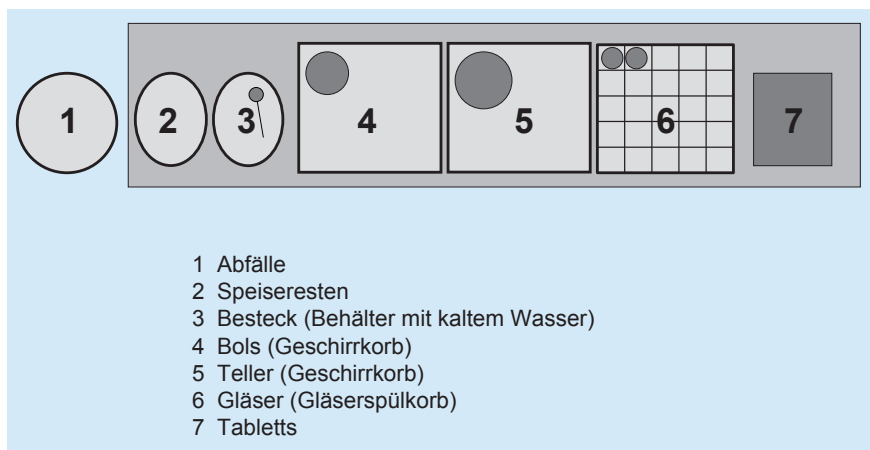 1
2
3
4
5
6
7
1 Abfälle
2 Speiseresten
3 Besteck (Behälter mit kaltem Wasser)
4 Bols (Geschirrkorb)
5 Teller (Geschirrkorb)
6 Gläser (Gläserspülkorb)
7 Tabletts